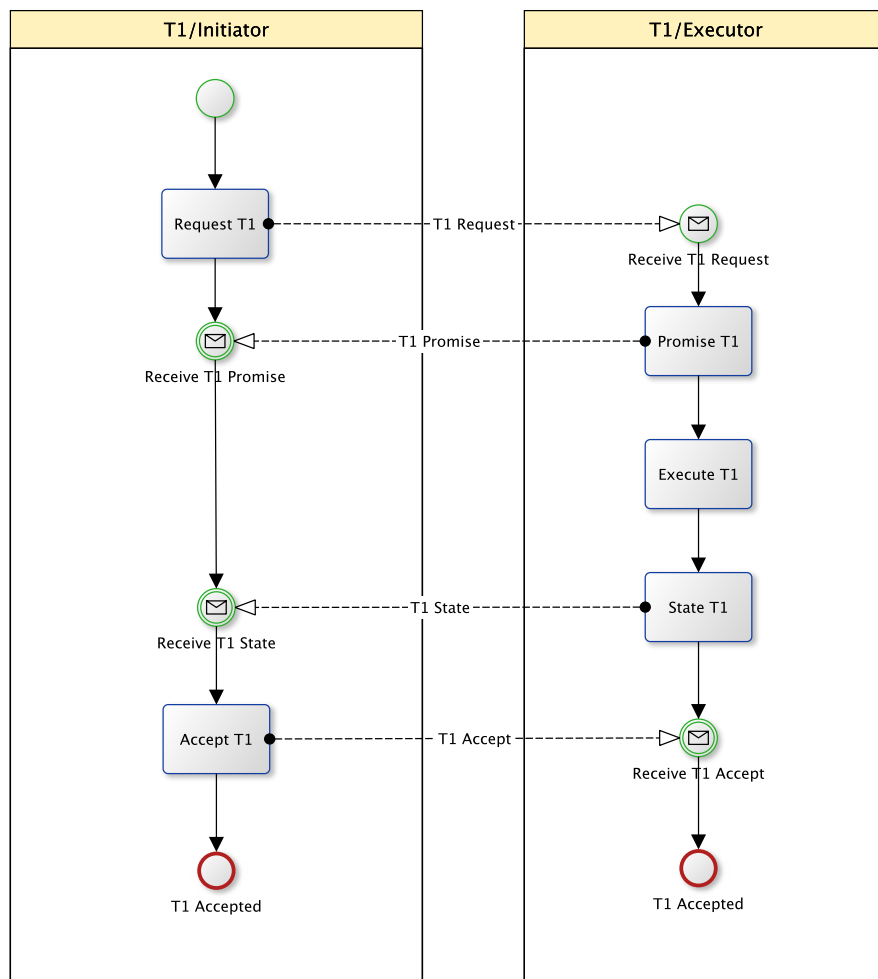 T1/Initiator
T1/Executor
Request T1
T1 Request
Receive T1 Request
T1 Promise
Promise T1
Receive T1 Promise
Execute T1
T1 State
State T1
Receive T1 State
Accept T1
T1 Accept
Receive T1 Accept
T1 Accepted
T1 Accepted